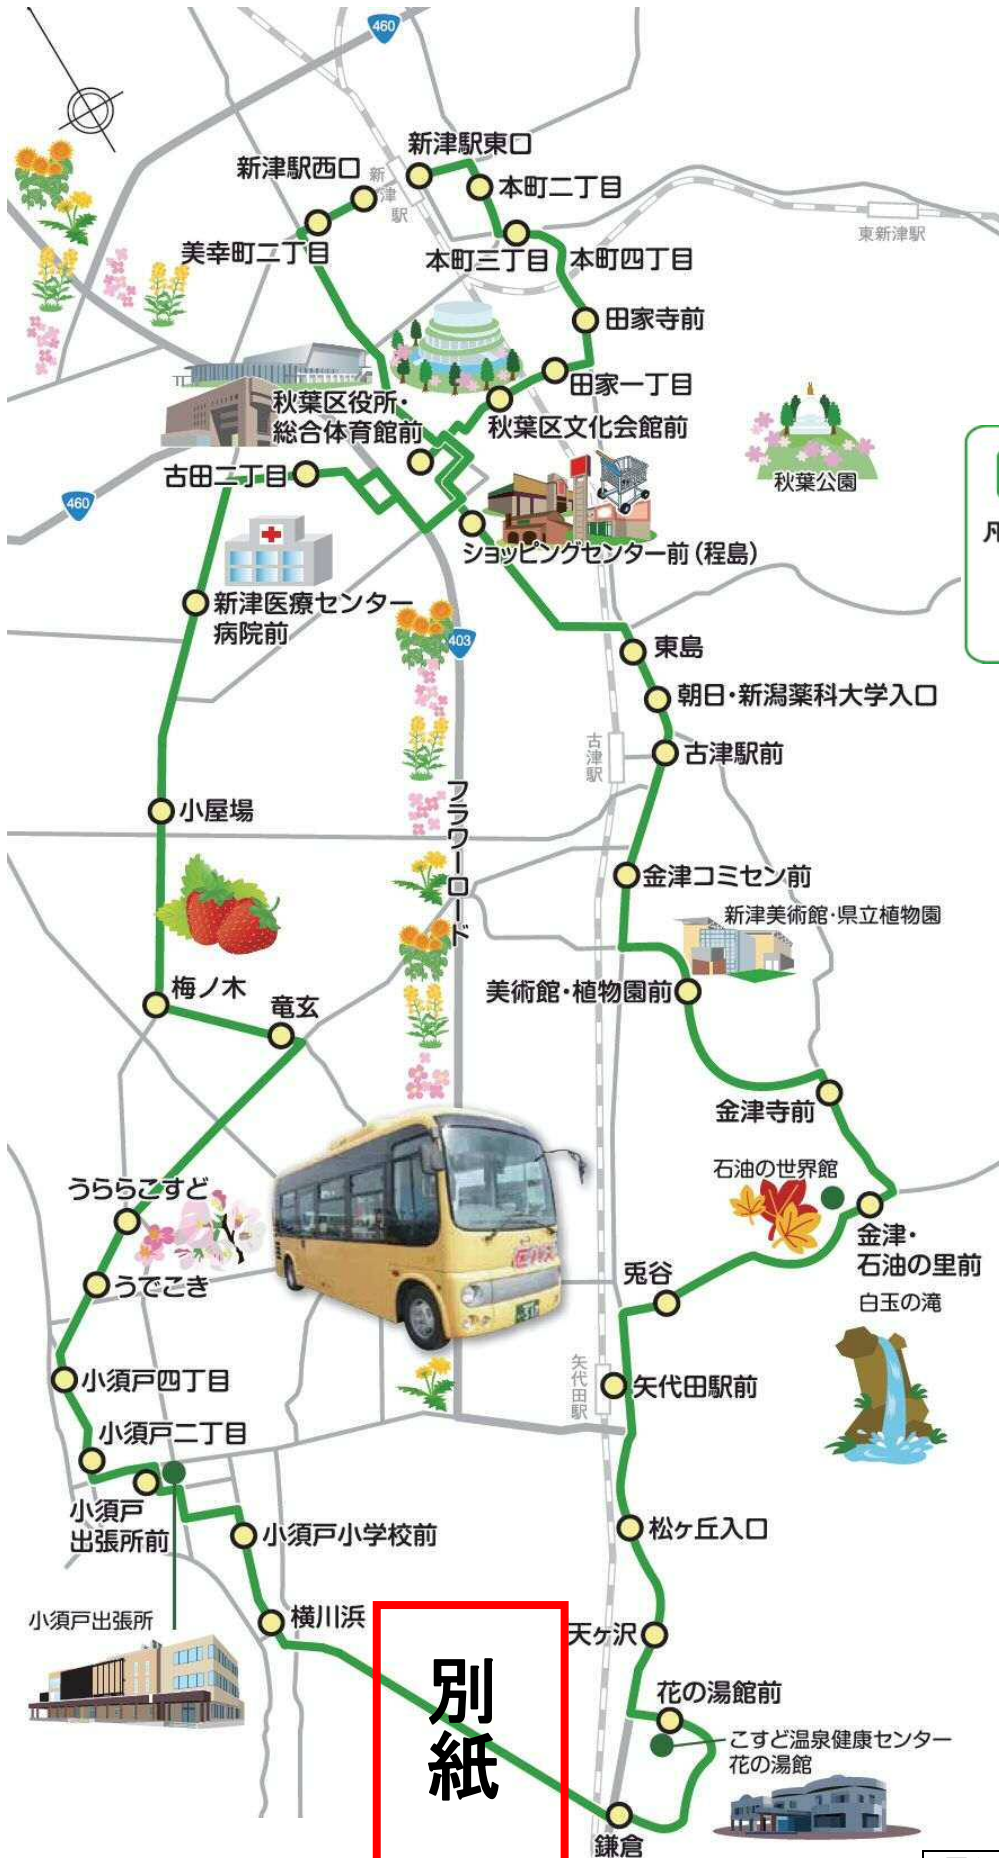 460
新津駅東口
新津駅西口
新津駅
本町二丁目
美幸町二丁目
本町三丁目
本町四丁目
東新津駅
田家寺前
田家一丁目
秋葉区役所・
総合体育館前
秋葉区文化会館前
秋葉公園
古田二丁目
460
凡
ショッピングセンター前(程島)
新津医療センター
病院前
403
東島
朝日・新潟薬科大学入口
古津駅
古津駅前
フラワーロード
小屋場
金津コミセン前
新津美術館・県立植物園
梅ノ木
竜玄
美術館・植物園前
金津寺前
石油の世界館
うららこすど
金津・
石油の里前
うでこき
兎谷
白玉の滝
小須戸四丁目
矢代田駅
矢代田駅前
小須戸二丁目
小須戸
出張所前
小須戸小学校前
松ヶ丘入口
小須戸出張所
横川浜
天ヶ沢
別紙
花の湯館前
こすど温泉健康センター
花の湯館
鎌倉